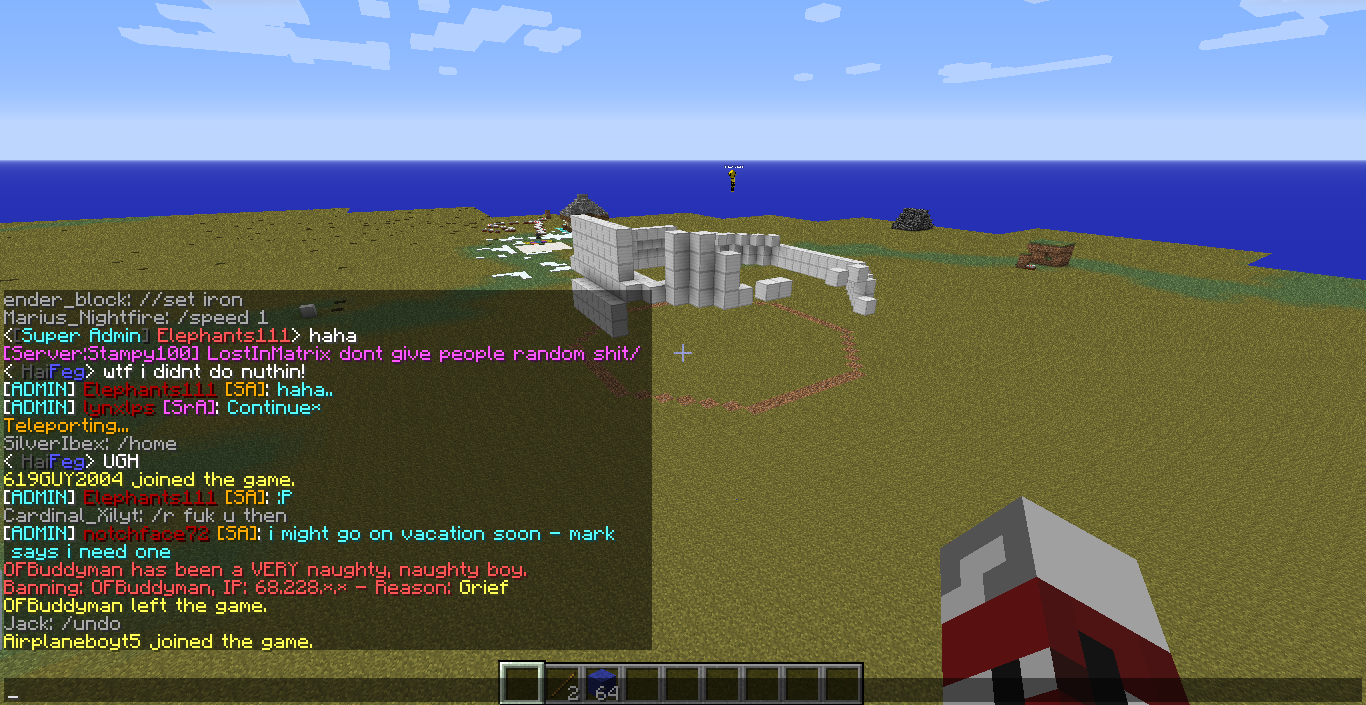 ender_block: //set iron
Marius_Nightfire: /speed 1
<[Super Admin] Elephants111> haha
[Server:Stampy100] LostInMatrix dont give people random shit/
< HaiFeg> wtf i didnt do nuthin!
[ADMIN] Elephants111 [SA]: haha..
[ADMIN] lynxlps [SrA]: Continue*
Teleporting...
SilverIbex: /home
< HaiFeg> UGH
619GUY2004 joined the game.
[ADMIN] Elephants111 [SA]: :P
Cardinal_Xilyt: /r fuk u then
[ADMIN] notchface72 [SA]: i might go on vacation soon - mark
says i need one
OFBuddyman has been a VERY naughty, naughty boy.
Banning: OFBuddyman, IP: 68.228.*.* - Reason: Grief
OFBuddyman left the game.
Jack: /undo
Airplaneboyt5 joined the game.
_
2 64